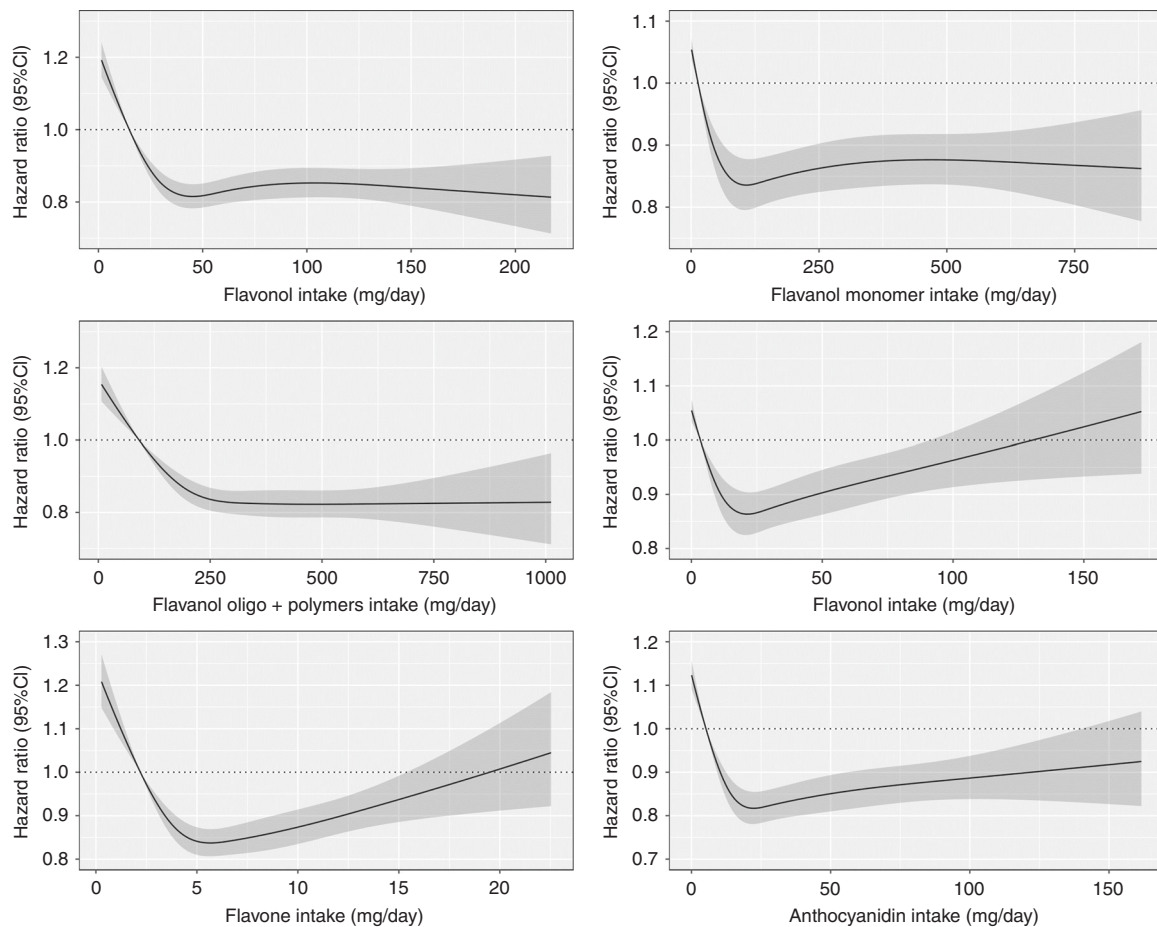 Hazard ratio (95%CI)
1.2
1.0
0.8
0 50 100 150 200
Flavonol intake (mg/day)
Hazard ratio (95%CI)
1.1
1.0
0.9
0.8
0 250 500 750
Flavanol monomer intake (mg/day)
Hazard ratio (95%CI)
1.2
1.0
0.8
0 250 500 750 1000
Flavanol oligo + polymers intake (mg/day)
Hazard ratio (95%CI)
1.2
1.1
1.0
0.9
0.8
0 50 100 150
Flavonol intake (mg/day)
Hazard ratio (95%CI)
1.3
1.2
1.1
1.0
0.9
0.8
0 5 10 15 20
Flavone intake (mg/day)
Hazard ratio (95%CI)
1.2
1.1
1.0
0.9
0.8
0.7
0 50 100 150
Anthocyanidin intake (mg/day)